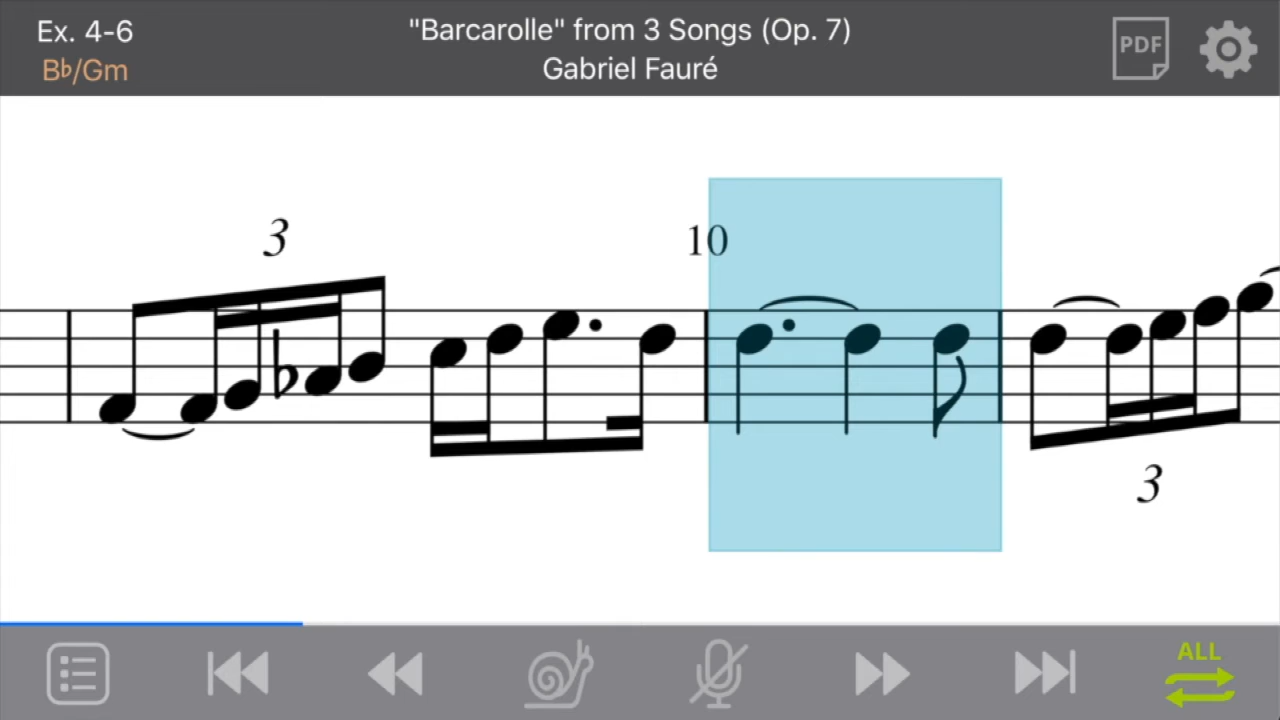 Ex. 4-6
B♭/Gm
"Barcarolle" from 3 Songs (Op. 7)
Gabriel Fauré
PDF
3
10
3
ALL